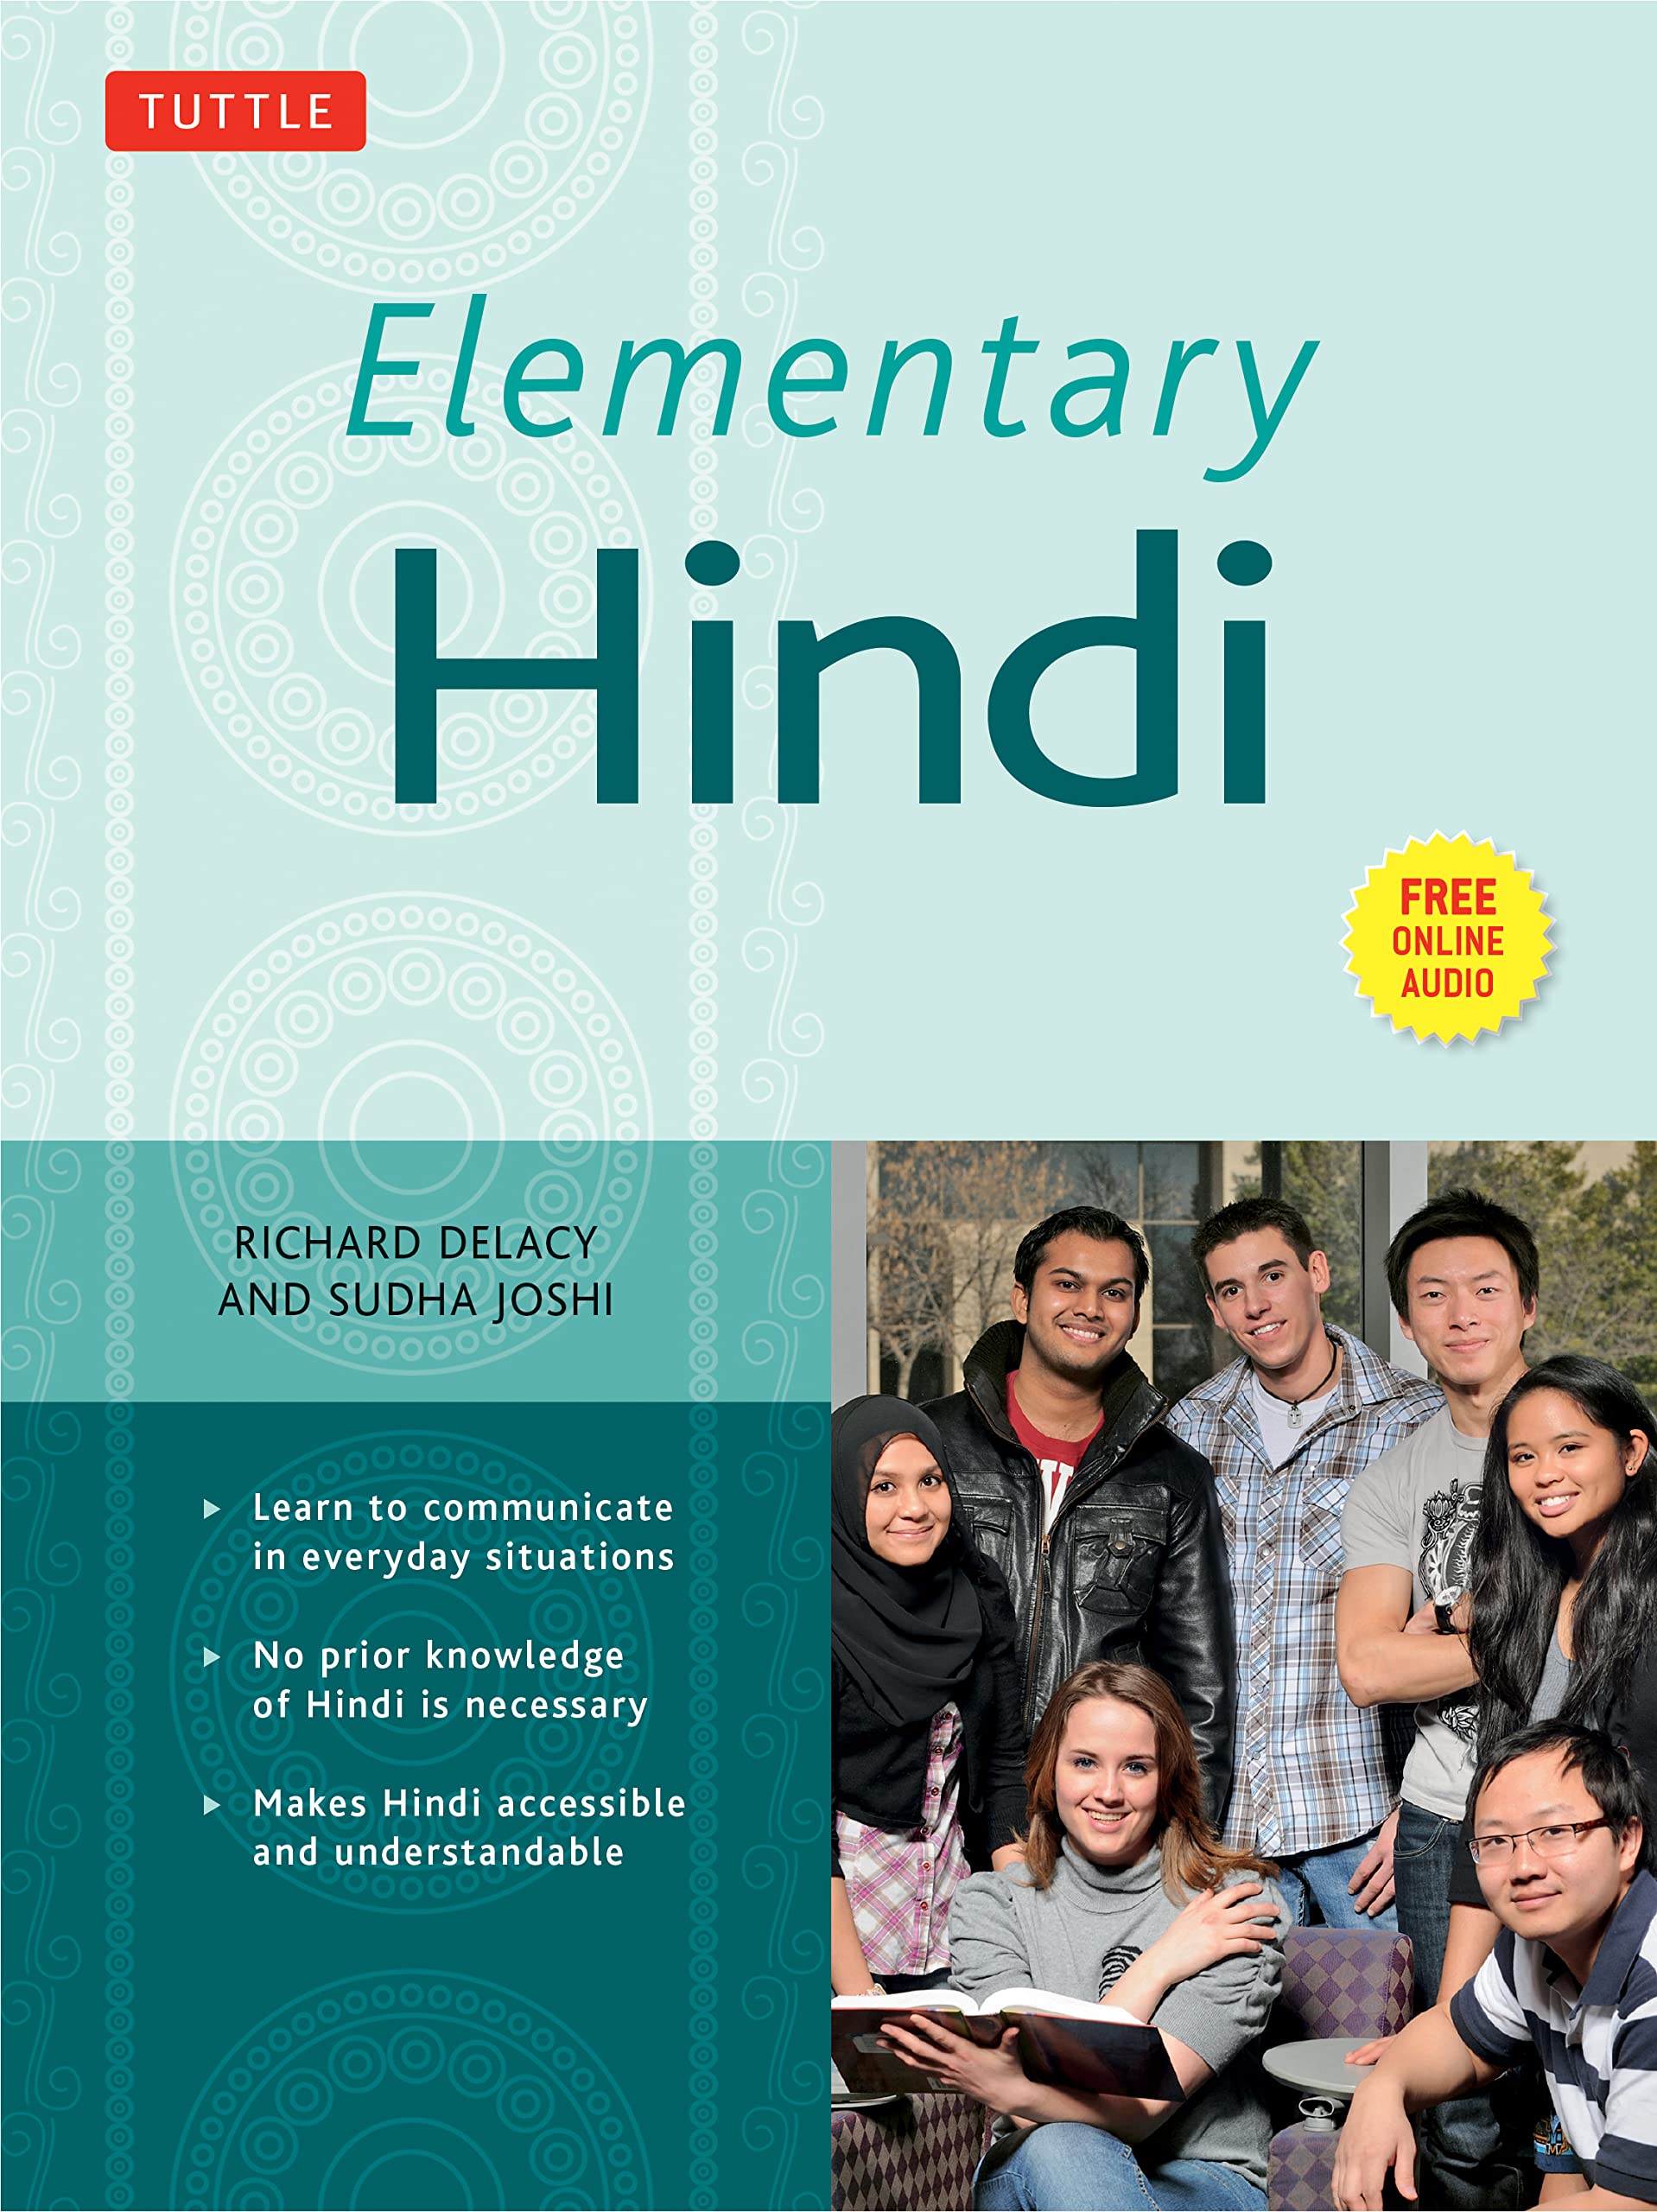 TUTTLE
Elementary
Hindi
FREE
ONLINE
AUDIO
RICHARD DELACY
AND SUDHA JOSHI
Learn to communicate
in everyday situations
No prior knowledge
of Hindi is necessary
Makes Hindi accessible
and understandable